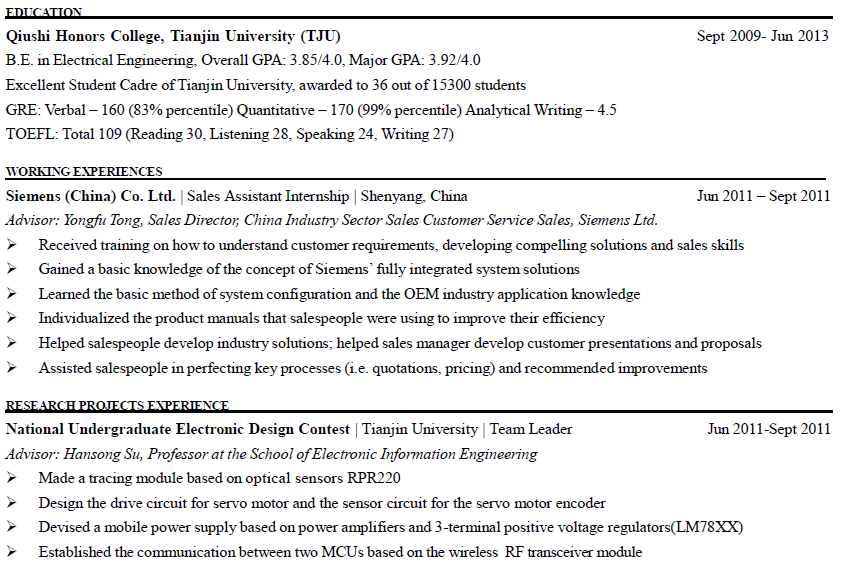 EDUCATION
Qiushi Honors College, Tianjin University (TJU) Sept 2009- Jun 2013
B.E. in Electrical Engineering, Overall GPA: 3.85/4.0, Major GPA: 3.92/4.0
Excellent Student Cadre of Tianjin University, awarded to 36 out of 15300 students
GRE: Verbal – 160 (83% percentile) Quantitative – 170 (99% percentile) Analytical Writing – 4.5
TOEFL: Total 109 (Reading 30, Listening 28, Speaking 24, Writing 27)
WORKING EXPERIENCES
Siemens (China) Co. Ltd. | Sales Assistant Internship | Shenyang, China Jun 2011 – Sept 2011
Advisor: Yongfu Tong, Sales Director, China Industry Sector Sales Customer Service Sales, Siemens Ltd.
➢ Received training on how to understand customer requirements, developing compelling solutions and sales skills
➢ Gained a basic knowledge of the concept of Siemens’ fully integrated system solutions
➢ Learned the basic method of system configuration and the OEM industry application knowledge
➢ Individualized the product manuals that salespeople were using to improve their efficiency
➢ Helped salespeople develop industry solutions; helped sales manager develop customer presentations and proposals
➢ Assisted salespeople in perfecting key processes (i.e. quotations, pricing) and recommended improvements
RESEARCH PROJECTS EXPERIENCE
National Undergraduate Electronic Design Contest | Tianjin University | Team Leader Jun 2011-Sept 2011
Advisor: Hansong Su, Professor at the School of Electronic Information Engineering
➢ Made a tracing module based on optical sensors RPR220
➢ Design the drive circuit for servo motor and the sensor circuit for the servo motor encoder
➢ Devised a mobile power supply based on power amplifiers and 3-terminal positive voltage regulators(LM78XX)
➢ Established the communication between two MCUs based on the wireless RF transceiver module